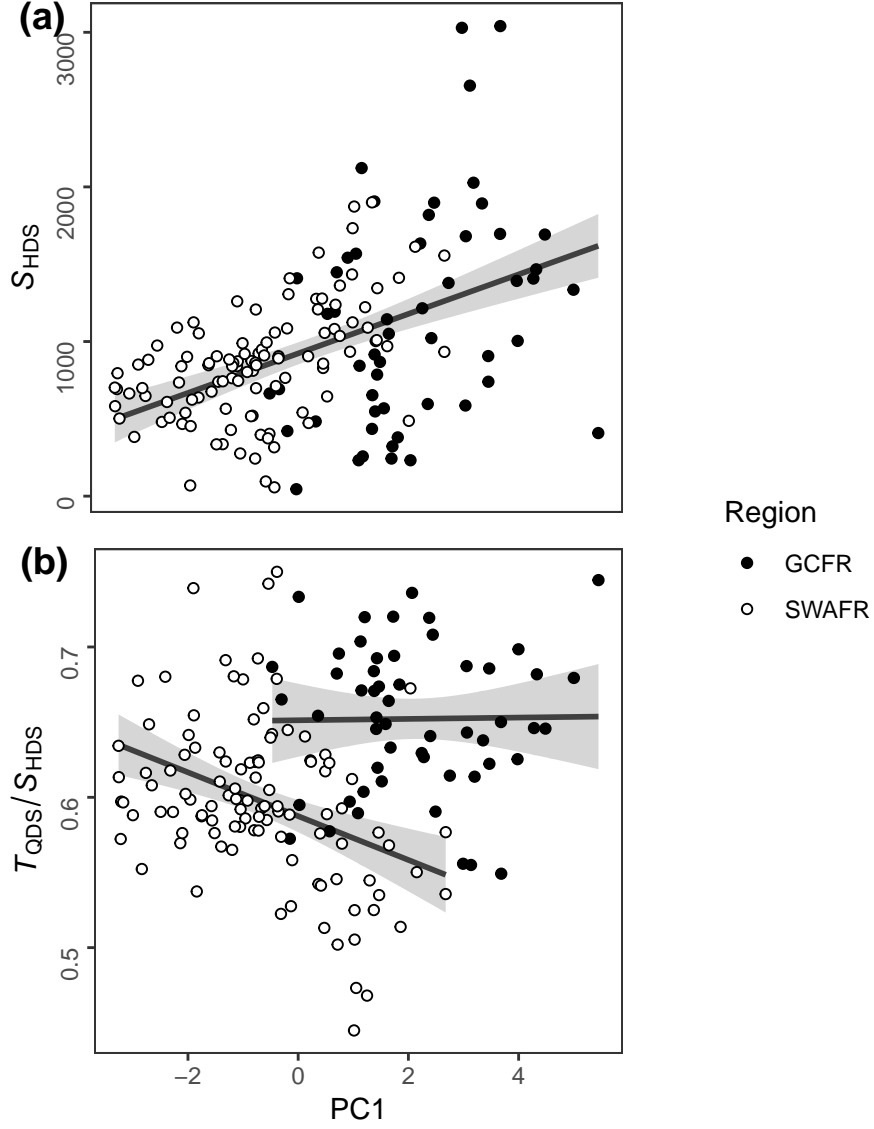 (a)
3000
2000
1000
0
SHDS
Region
GCFR
SWAFR
(b)
0.7
0.6
0.5
TQDS/SHDS
−2 0 2 4
PC1